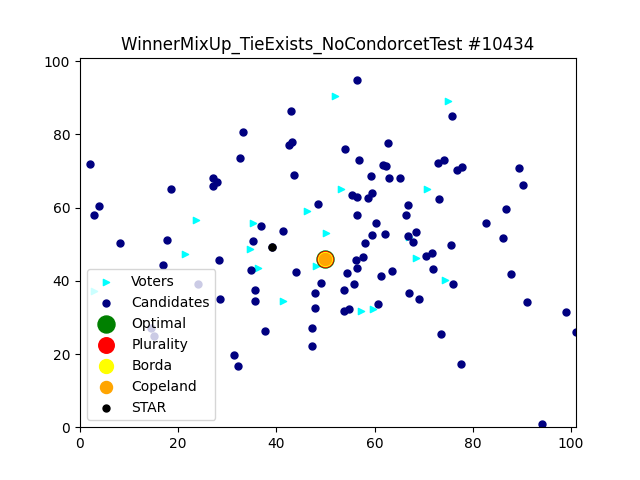 WinnerMixUp_TieExists_NoCondorcetTest #10434
100
80
60
40
20
0
Voters
Candidates
Optimal
Plurality
Borda
Copeland
STAR
0 20 40 60 80 100